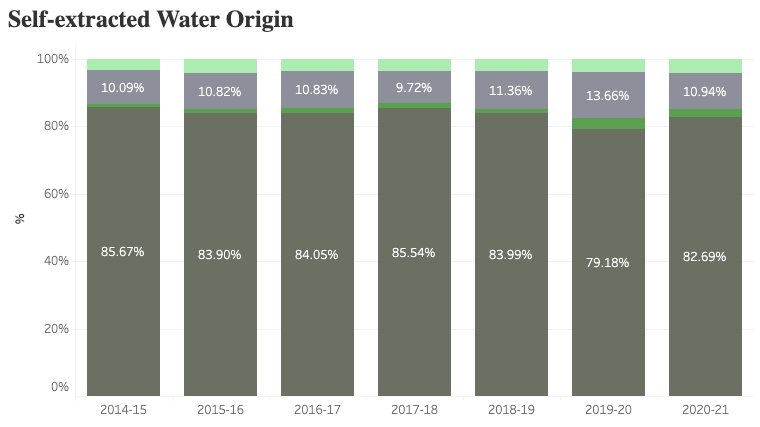 Self-extracted Water Origin
100%
80%
60%
40%
20%
0%
%
10.09% 10.82% 10.83% 9.72% 11.36% 13.66% 10.94%
85.67% 83.90% 84.05% 85.54% 83.99% 79.18% 82.69%
2014-15 2015-16 2016-17 2017-18 2018-19 2019-20 2020-21